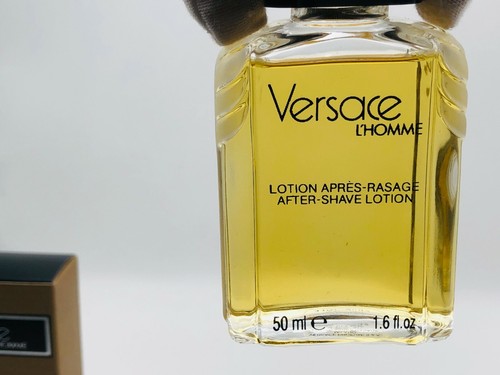 Versace
L'HOMME
LOTION APRÈS-RASAGE
AFTER-SHAVE LOTION
50 ml ℮ 1.6 fl.oz.